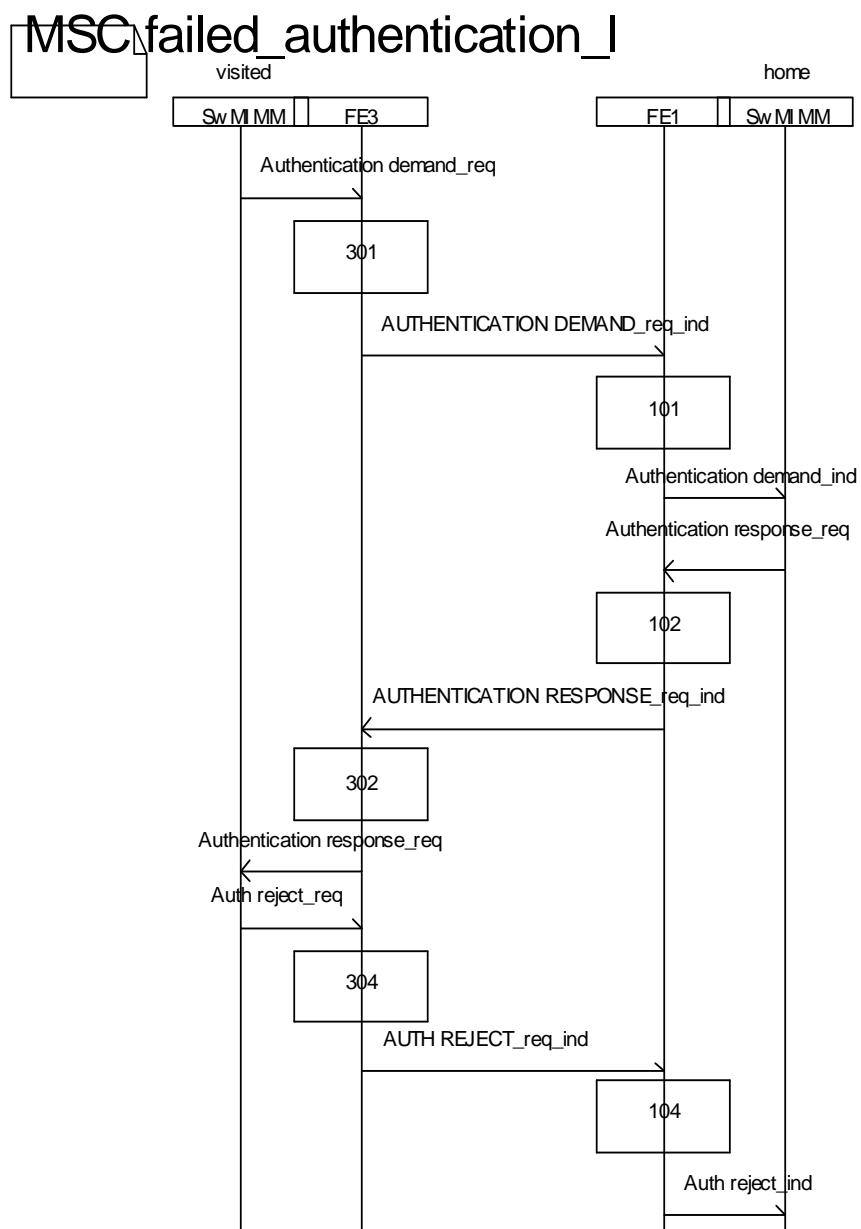 MSC failed_authentication_I
visited home
SwMI MM FE3 FE1 SwMI MM
Authentication demand_req
301
AUTHENTICATION DEMAND_req_ind
101
Authentication demand_ind
Authentication response_req
102
AUTHENTICATION RESPONSE_req_ind
302
Authentication response_req
Auth reject_req
304
AUTH REJECT_req_ind
104
Auth reject_ind